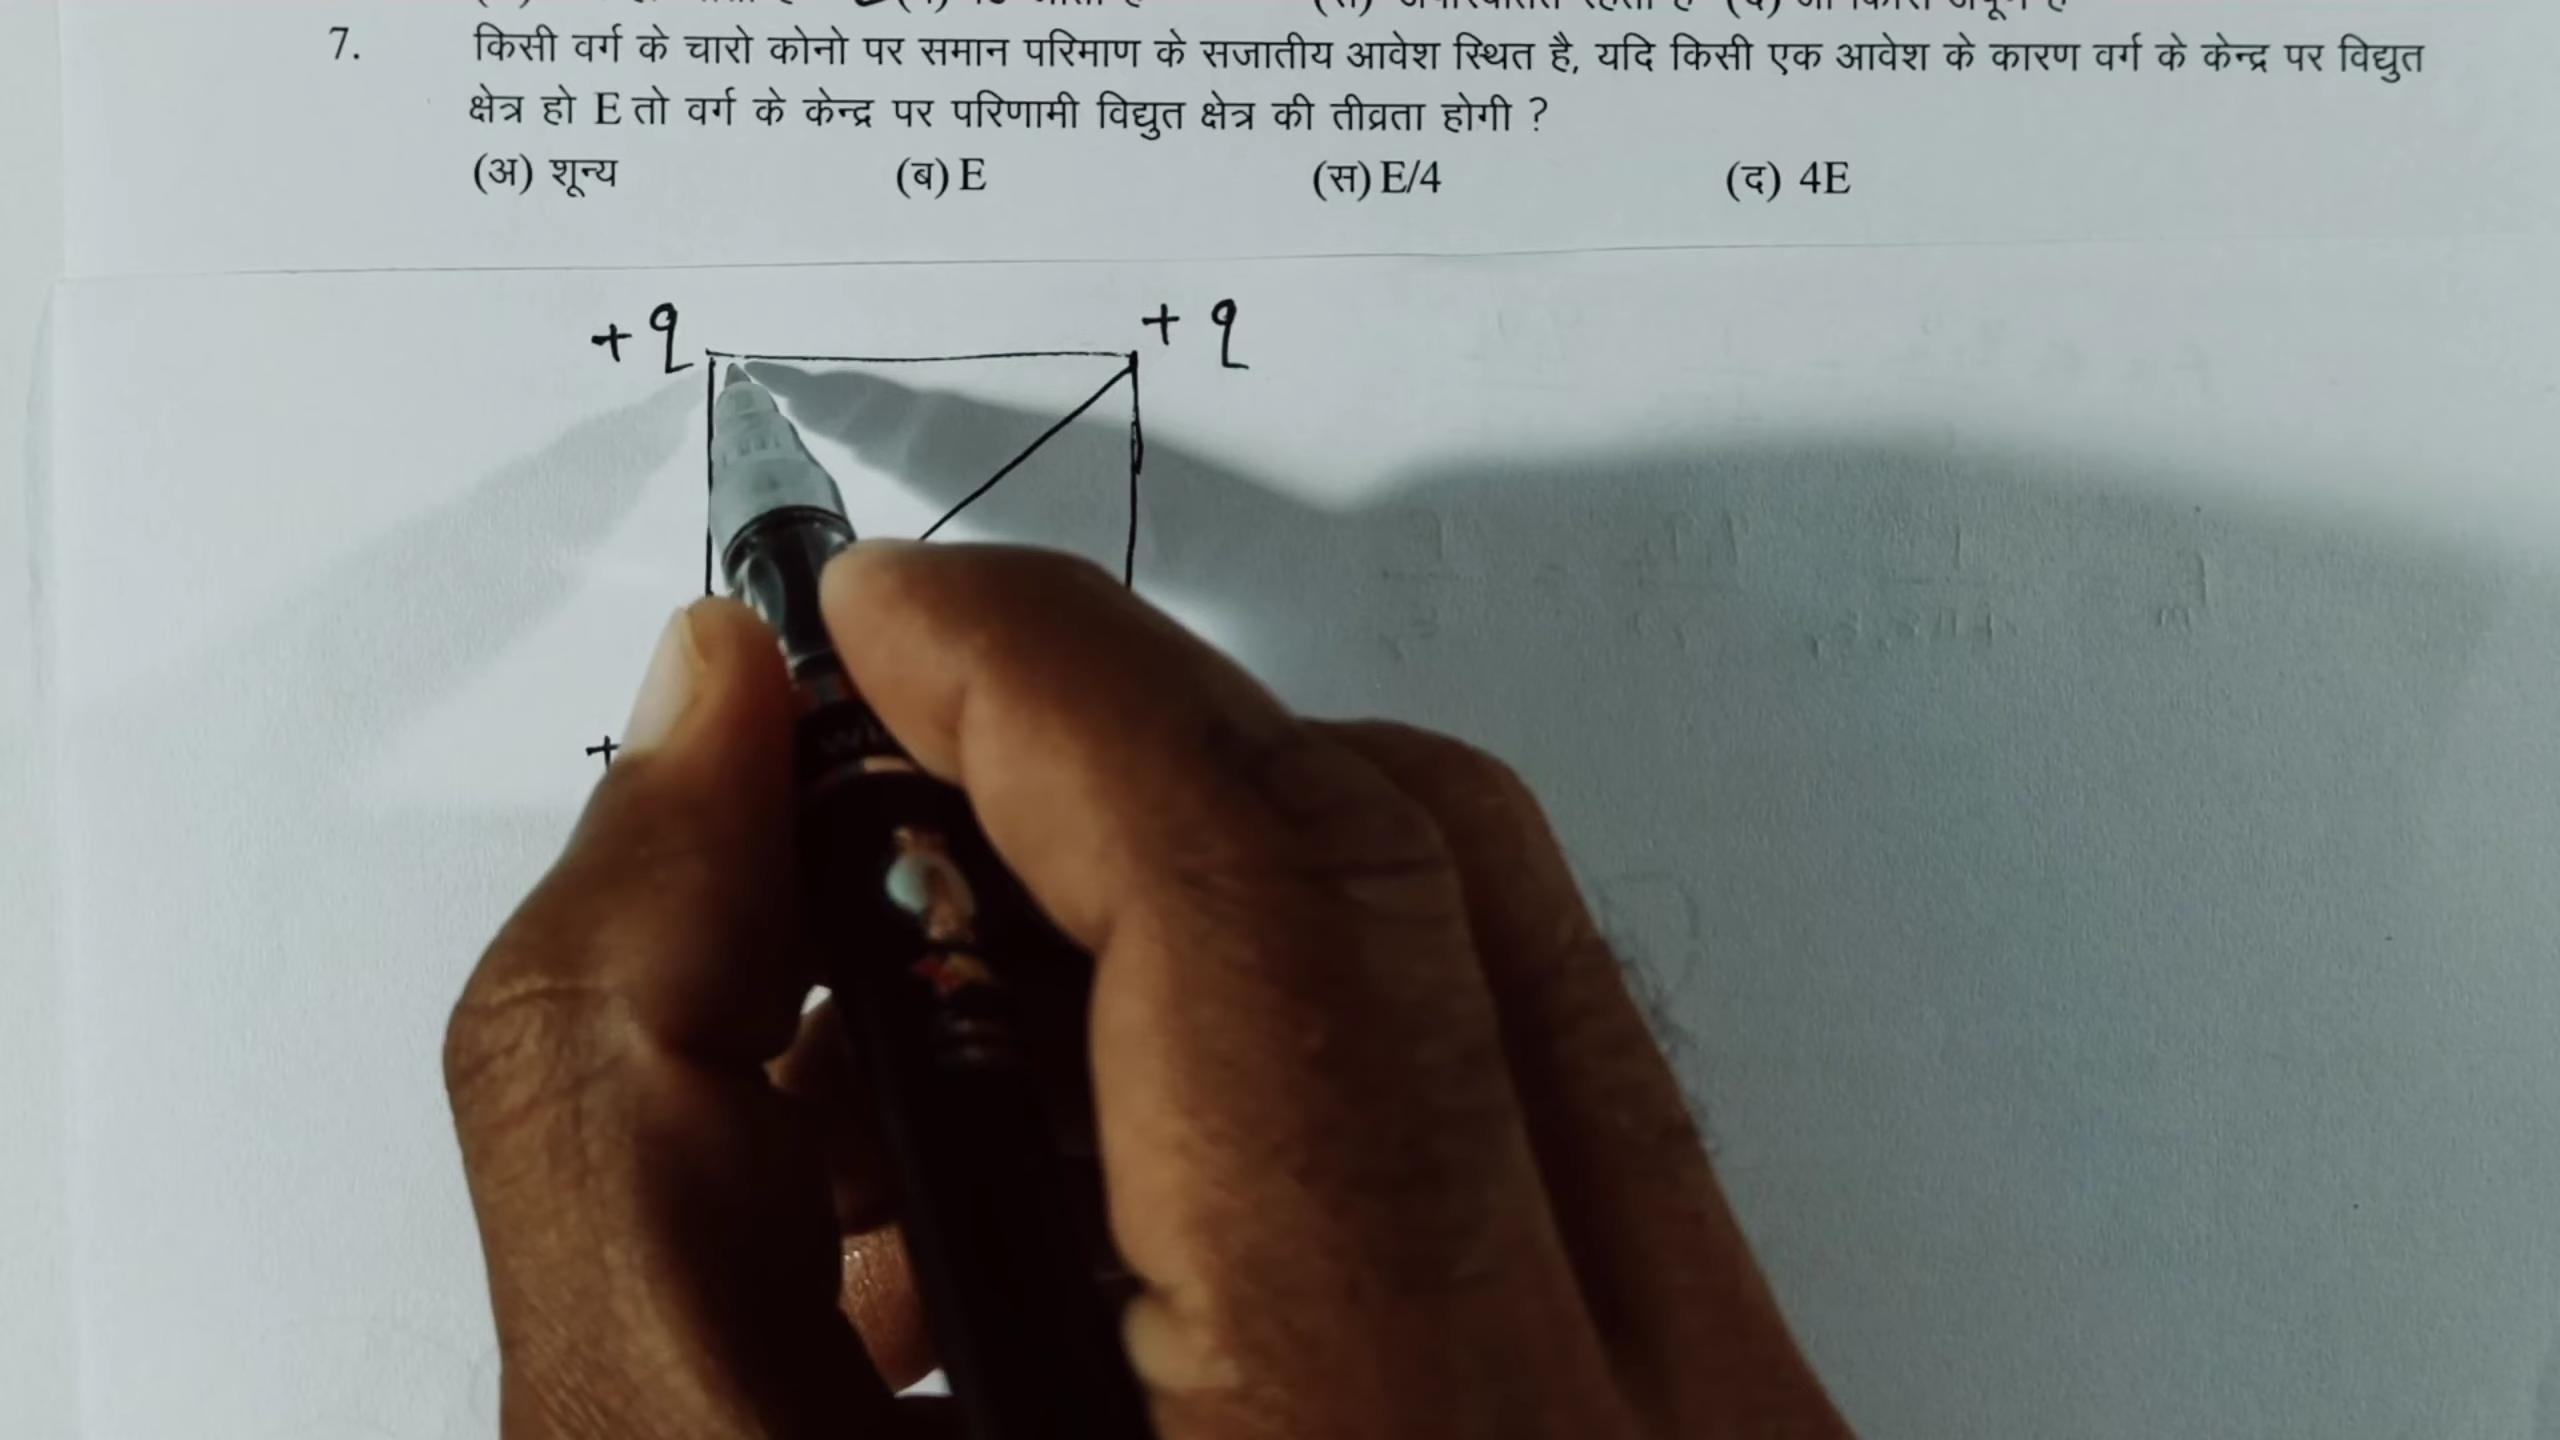 7. किसी वर्ग के चारो कोनो पर समान परिमाण के सजातीय आवेश स्थित है, यदि किसी एक आवेश के कारण वर्ग के केन्द्र पर विद्युत
क्षेत्र हो E तो वर्ग के केन्द्र पर परिणामी विद्युत क्षेत्र की तीव्रता होगी ?
(अ) शून्य (ब) E (स) E/4 (द) 4E
+q +q
+